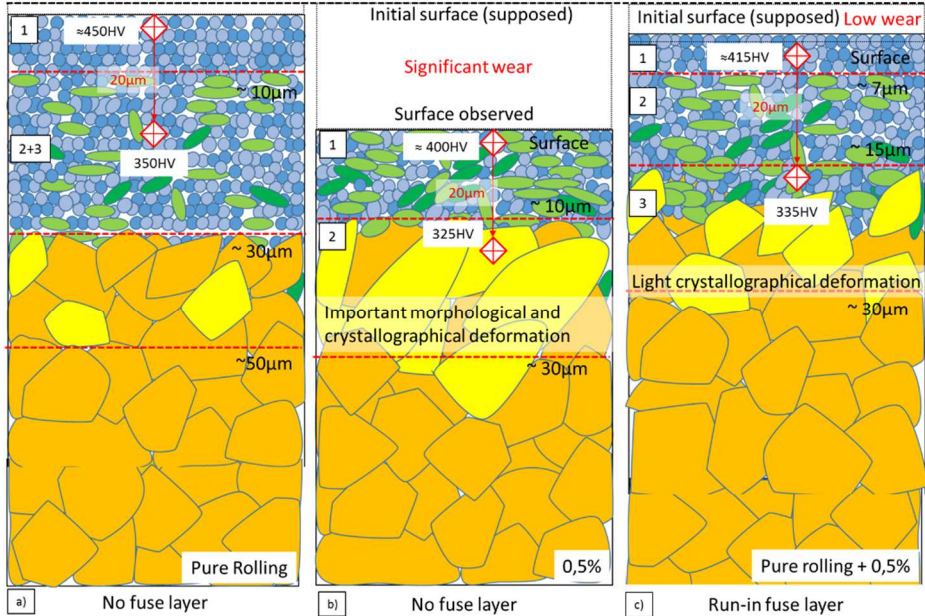 1
≈450HV
20µm
~ 10µm
2+3
350HV
~ 30µm
~50µm
Pure Rolling
a)
No fuse layer
Initial surface (supposed)
Significant wear
Surface observed
1
≈ 400HV
Surface
20µm
~ 10µm
2
325HV
Important morphological and
crystallographical deformation
~ 30µm
0,5%
b)
No fuse layer
Initial surface (supposed) Low wear
1
≈415HV
Surface
~ 7µm
2
20µm
~ 15µm
3
335HV
Light crystallographical deformation
~ 30µm
Pure rolling + 0,5%
c)
Run-in fuse layer